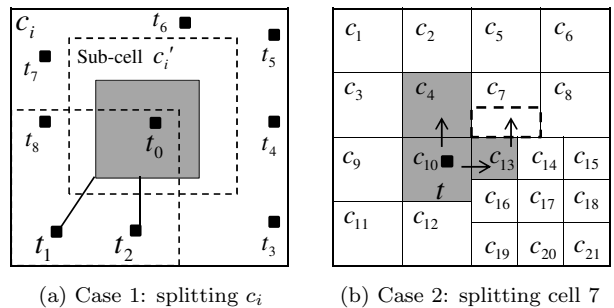 c_i
t_6
t_5
Sub-cell c_i′
t_7
t_8
t_0
t_4
t_1
t_2
t_3
(a) Case 1: splitting c_i
c_1 c_2 c_5 c_6
c_3 c_4 c_7 c_8
c_9 c_10 c_13 c_14 c_15
t
c_16 c_17 c_18
c_11 c_12
c_19 c_20 c_21
(b) Case 2: splitting cell 7